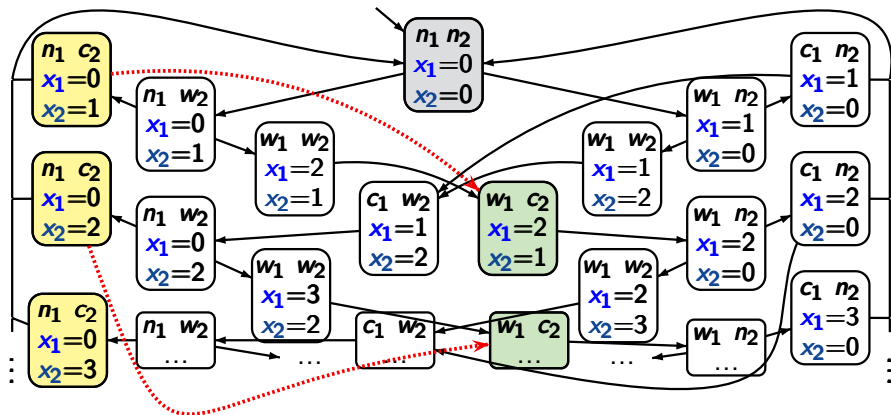 n₁ n₂
x₁=0
x₂=0
n₁ c₂
x₁=0
x₂=1
c₁ n₂
x₁=1
x₂=0
n₁ w₂
x₁=0
x₂=1
w₁ n₂
x₁=1
x₂=0
w₁ w₂
x₁=2
x₂=1
w₁ w₂
x₁=1
x₂=2
n₁ c₂
x₁=0
x₂=2
c₁ w₂
x₁=1
x₂=2
w₁ c₂
x₁=2
x₂=1
c₁ n₂
x₁=2
x₂=0
n₁ w₂
x₁=0
x₂=2
w₁ n₂
x₁=2
x₂=0
w₁ w₂
x₁=3
x₂=2
w₁ w₂
x₁=2
x₂=3
n₁ c₂
x₁=0
x₂=3
n₁ w₂
...
...
c₁ w₂
...
w₁ c₂
...
...
w₁ n₂
...
c₁ n₂
x₁=3
x₂=0
⋮
⋮